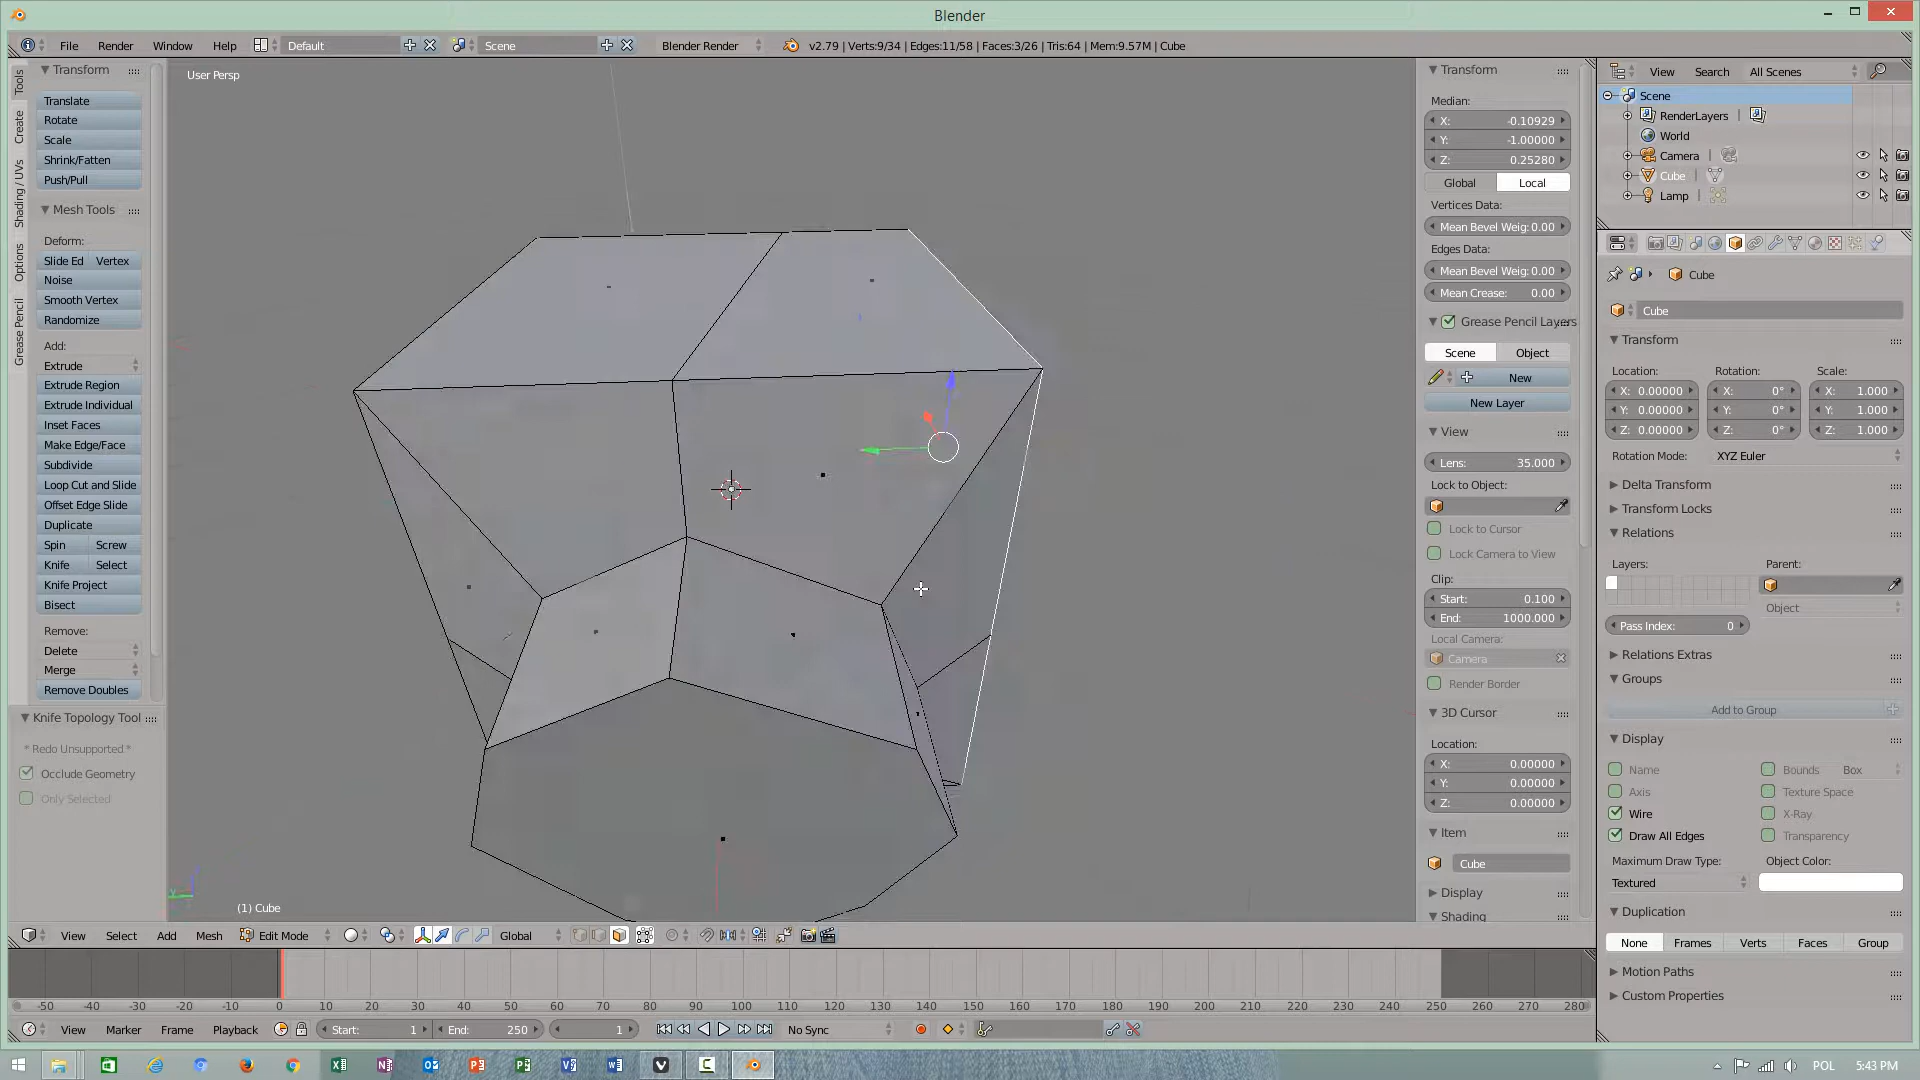 Blender
File Render Window Help Default Scene Blender Render v2.79 | Verts:9/34 | Edges:11/58 | Faces:3/26 | Tris:64 | Mem:9.57M | Cube
User Persp
(1) Cube
Tools
Create
Shading / UVs
Options
Grease Pencil
Transform
Translate
Rotate
Scale
Shrink/Fatten
Push/Pull
Mesh Tools
Deform:
Slide Ed Vertex
Noise
Smooth Vertex
Randomize
Add:
Extrude
Extrude Region
Extrude Individual
Inset Faces
Make Edge/Face
Subdivide
Loop Cut and Slide
Offset Edge Slide
Duplicate
Spin Screw
Knife Select
Knife Project
Bisect
Remove:
Delete
Merge
Remove Doubles
Knife Topology Tool
* Redo Unsupported *
Occlude Geometry
Only Selected
Transform
Median:
X: -0.10929
Y: -1.00000
Z: 0.25280
Global Local
Vertices Data:
Mean Bevel Weig: 0.00
Edges Data:
Mean Bevel Weig: 0.00
Mean Crease: 0.00
Grease Pencil Layers
Scene Object
New
New Layer
View
Lens: 35.000
Lock to Object:
Lock to Cursor
Lock Camera to View
Clip:
Start: 0.100
End: 1000.000
Local Camera:
Camera
Render Border
3D Cursor
Location:
X: 0.00000
Y: 0.00000
Z: 0.00000
Item
Cube
Display
Shading
View Search All Scenes
Scene
RenderLayers |
World
Camera |
Cube |
Lamp |
Cube
Cube
Transform
Location: Rotation: Scale:
X: 0.00000 X: 0° X: 1.000
Y: 0.00000 Y: 0° Y: 1.000
Z: 0.00000 Z: 0° Z: 1.000
Rotation Mode: XYZ Euler
Delta Transform
Transform Locks
Relations
Layers: Parent:
Object
Pass Index: 0
Relations Extras
Groups
Add to Group
Display
Name Bounds Box
Axis Texture Space
Wire X-Ray
Draw All Edges Transparency
Maximum Draw Type: Object Color:
Textured
Duplication
None Frames Verts Faces Group
Motion Paths
Custom Properties
View Select Add Mesh Edit Mode Global
-50 -40 -30 -20 -10 0 10 20 30 40 50 60 70 80 90 100 110 120 130 140 150 160 170 180 190 200 210 220 230 240 250 260 270 280
View Marker Frame Playback Start: 1 End: 250 1 No Sync
POL 5:43 PM